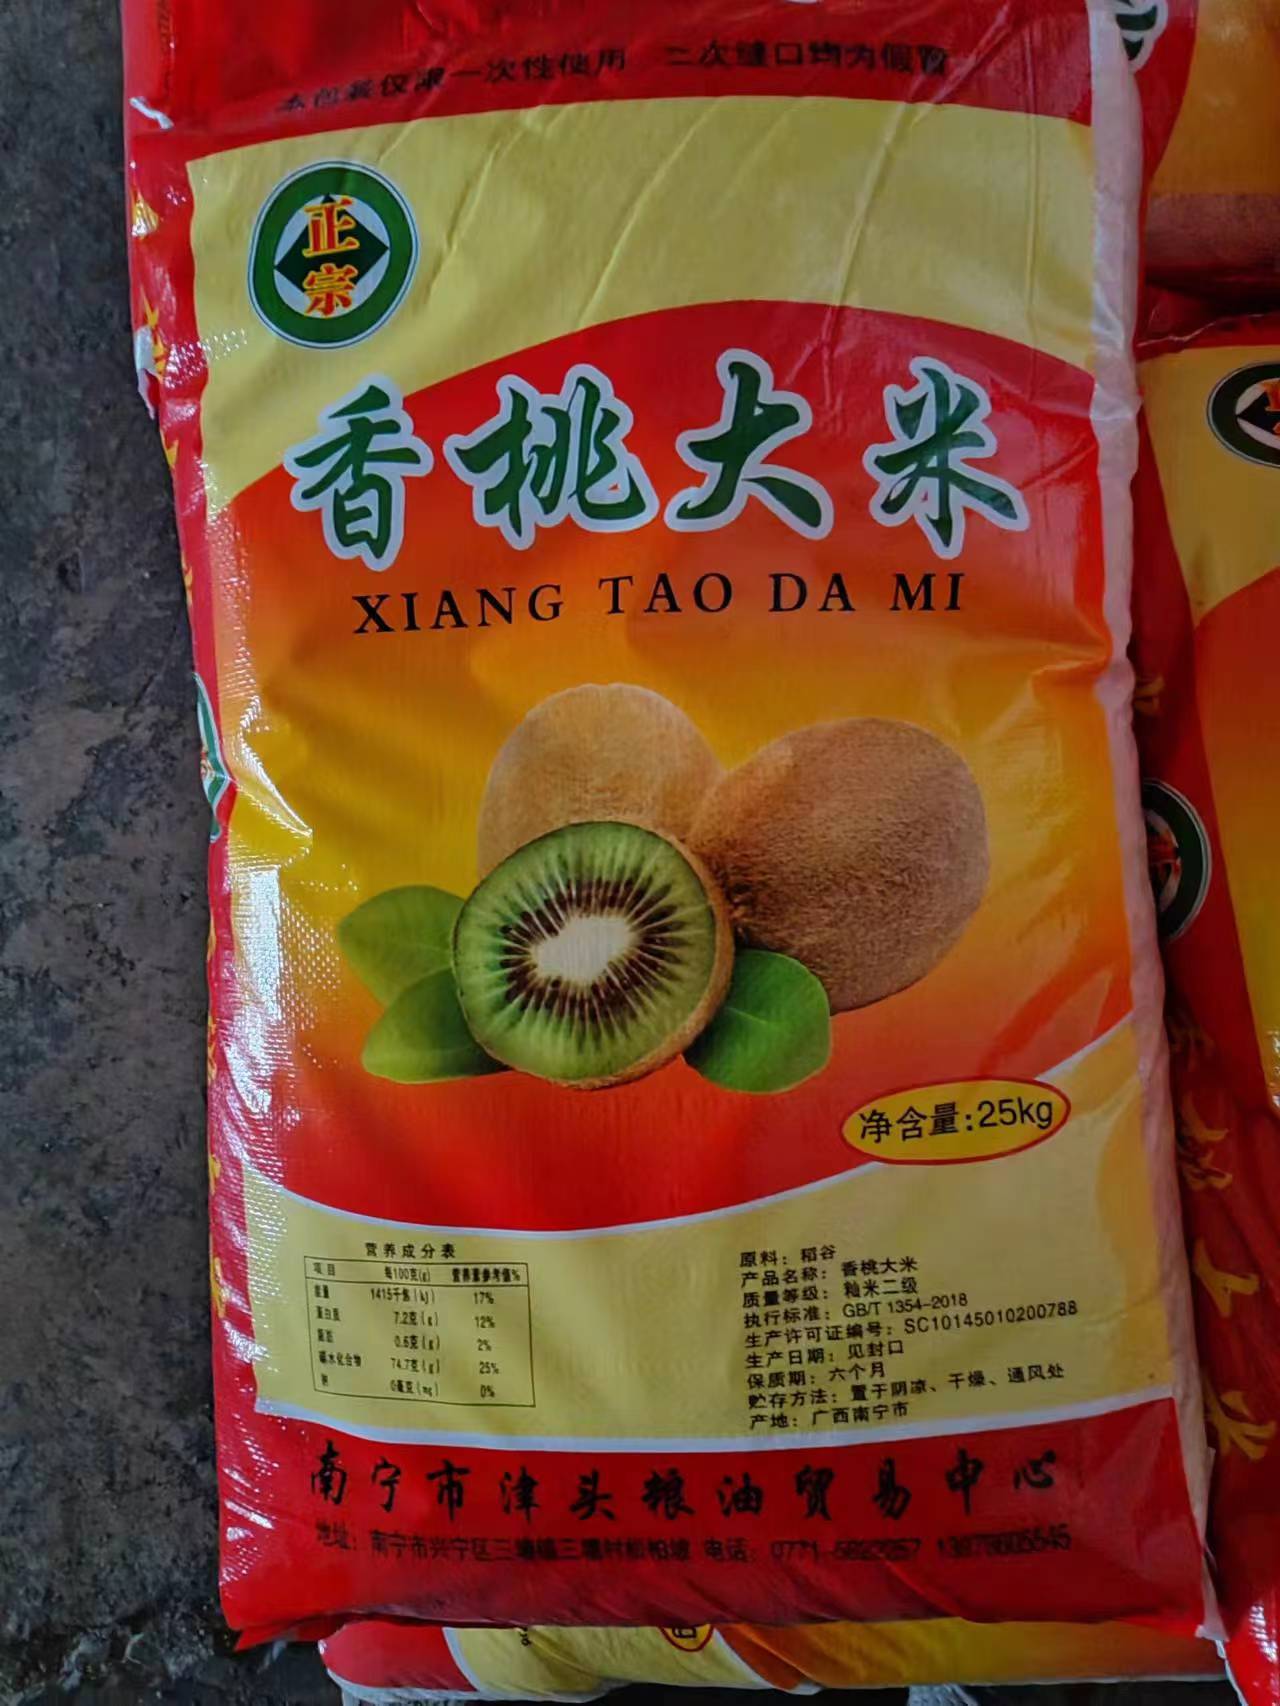 本包装仅限一次性使用 二次缝口均为假冒
正
宗
香桃大米
XIANG TAO DA MI
净含量:25kg
营养成分表
项目 每100克(g) 营养素参考值%
能量 1415千焦(kJ) 17%
蛋白质 7.2克(g) 12%
脂肪 0.6克(g) 2%
碳水化合物 74.7克(g) 25%
钠 0毫克(mg) 0%
原料：稻谷
产品名称：香桃大米
质量等级：籼米二级
执行标准：GB/T 1354-2018
生产许可证编号：SC10145010200788
生产日期：见封口
保质期：六个月
贮存方法：置于阴凉、干燥、通风处
产地：广西南宁市
南宁市津头粮油贸易中心
地址：南宁市兴宁区三塘镇三塘村松柏坡 电话：0771